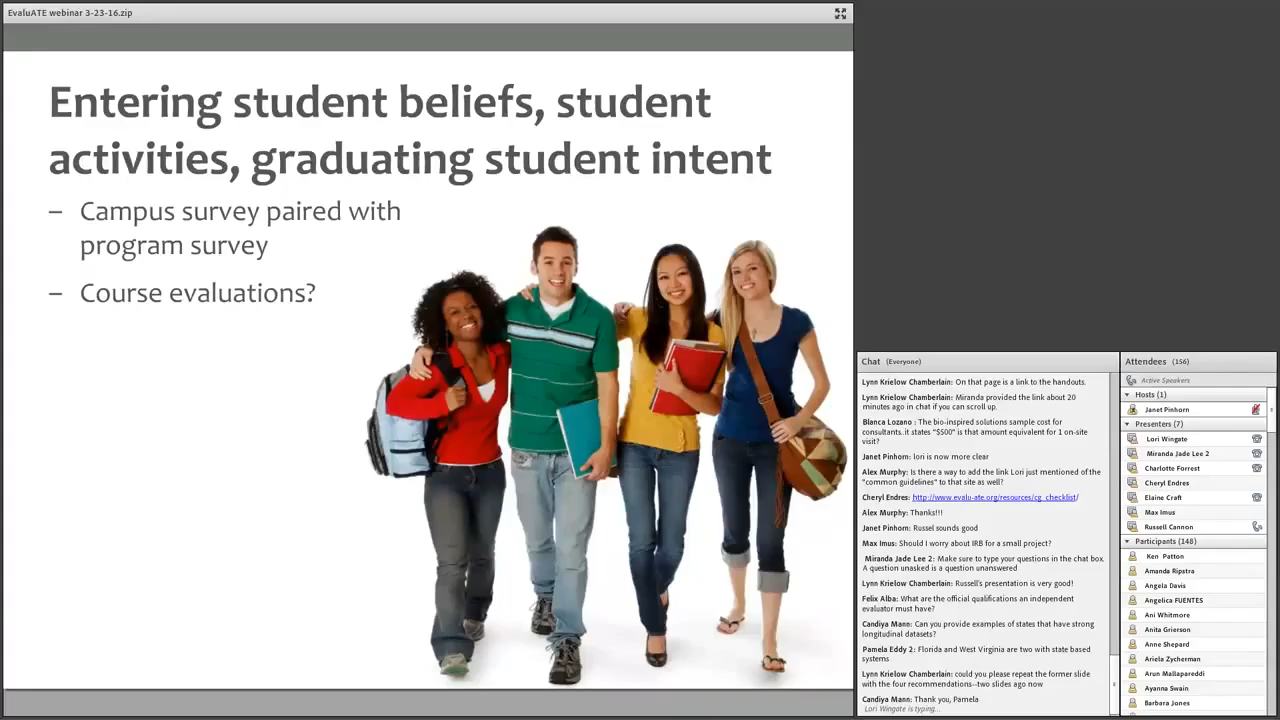 EvaluATE webinar 3-23-16.zip
Entering student beliefs, student
activities, graduating student intent
– Campus survey paired with
program survey
– Course evaluations?
Chat (Everyone)
Lynn Krielow Chamberlain: On that page is a link to the handouts.
Lynn Krielow Chamberlain: Miranda provided the link about 20
minutes ago in chat if you can scroll up.
Blanca Lozano : The bio-inspired solutions sample cost for
consultants..it states "$500" is that amount equivalent for 1 on-site
visit?
Janet Pinhorn: lori is now more clear
Alex Murphy: Is there a way to add the link Lori just mentioned of the
"common guidelines" to that site as well?
Cheryl Endres: http://www.evalu-ate.org/resources/cg_checklist/
Alex Murphy: Thanks!!!
Janet Pinhorn: Russel sounds good
Max Imus: Should I worry about IRB for a small project?
Miranda Jade Lee 2: Make sure to type your questions in the chat box.
A question unasked is a question unanswered
Lynn Krielow Chamberlain: Russell's presentation is very good!
Felix Alba: What are the official qualifications an independent
evaluator must have?
Candiya Mann: Can you provide examples of states that have strong
longitudinal datasets?
Pamela Eddy 2: Florida and West Virginia are two with state based
systems
Lynn Krielow Chamberlain: could you please repeat the former slide
with the four recommendations--two slides ago now
Candiya Mann: Thank you, Pamela
Lori Wingate is typing...
Attendees (156)
Active Speakers
Hosts (1)
Janet Pinhorn
Presenters (7)
Lori Wingate
Miranda Jade Lee 2
Charlotte Forrest
Cheryl Endres
Elaine Craft
Max Imus
Russell Cannon
Participants (148)
Ken Patton
Amanda Ripstra
Angela Davis
Angelica FUENTES
Ani Whitmore
Anita Grierson
Anne Shepard
Ariela Zycherman
Arun Mallapareddi
Ayanna Swain
Barbara Jones